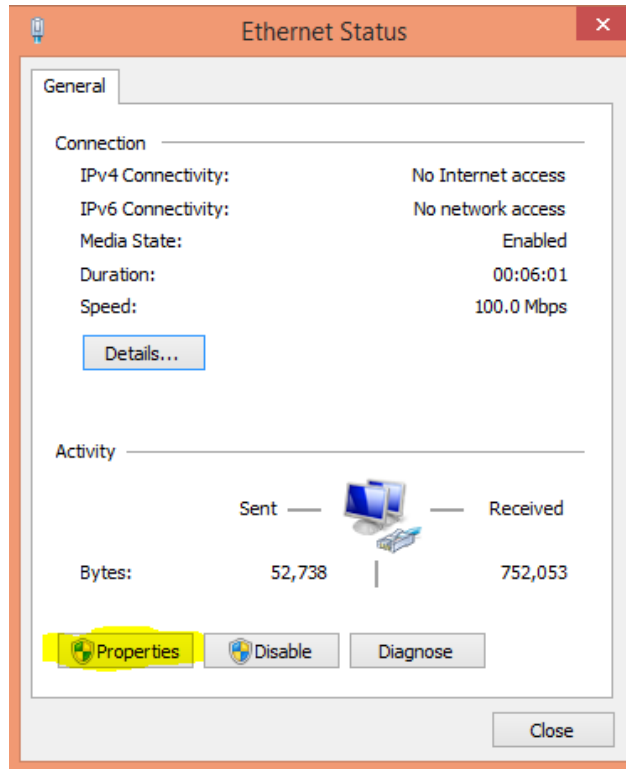 Ethernet Status
General
Connection
IPv4 Connectivity: No Internet access
IPv6 Connectivity: No network access
Media State: Enabled
Duration: 00:06:01
Speed: 100.0 Mbps
Details...
Activity
Sent Received
Bytes: 52,738 752,053
Properties Disable Diagnose
Close